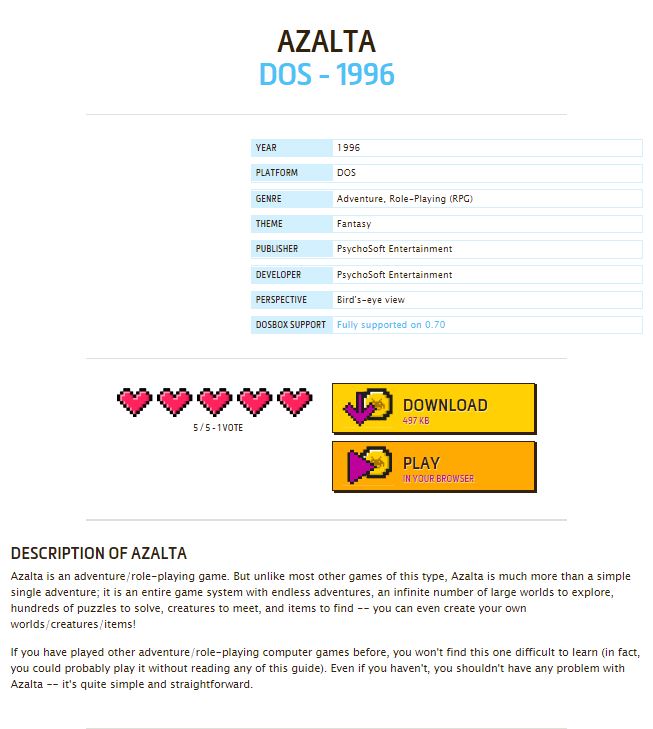 AZALTA
DOS - 1996
YEAR 1996
PLATFORM DOS
GENRE Adventure, Role-Playing (RPG)
THEME Fantasy
PUBLISHER PsychoSoft Entertainment
DEVELOPER PsychoSoft Entertainment
PERSPECTIVE Bird's-eye view
DOSBOX SUPPORT Fully supported on 0.70
5 / 5 - 1 VOTE
DOWNLOAD
497 KB
PLAY
IN YOUR BROWSER
DESCRIPTION OF AZALTA
Azalta is an adventure/role-playing game. But unlike most other games of this type, Azalta is much more than a simple
single adventure; it is an entire game system with endless adventures, an infinite number of large worlds to explore,
hundreds of puzzles to solve, creatures to meet, and items to find -- you can even create your own
worlds/creatures/items!
If you have played other adventure/role-playing computer games before, you won't find this one difficult to learn (in fact,
you could probably play it without reading any of this guide). Even if you haven't, you shouldn't have any problem with
Azalta -- it's quite simple and straightforward.